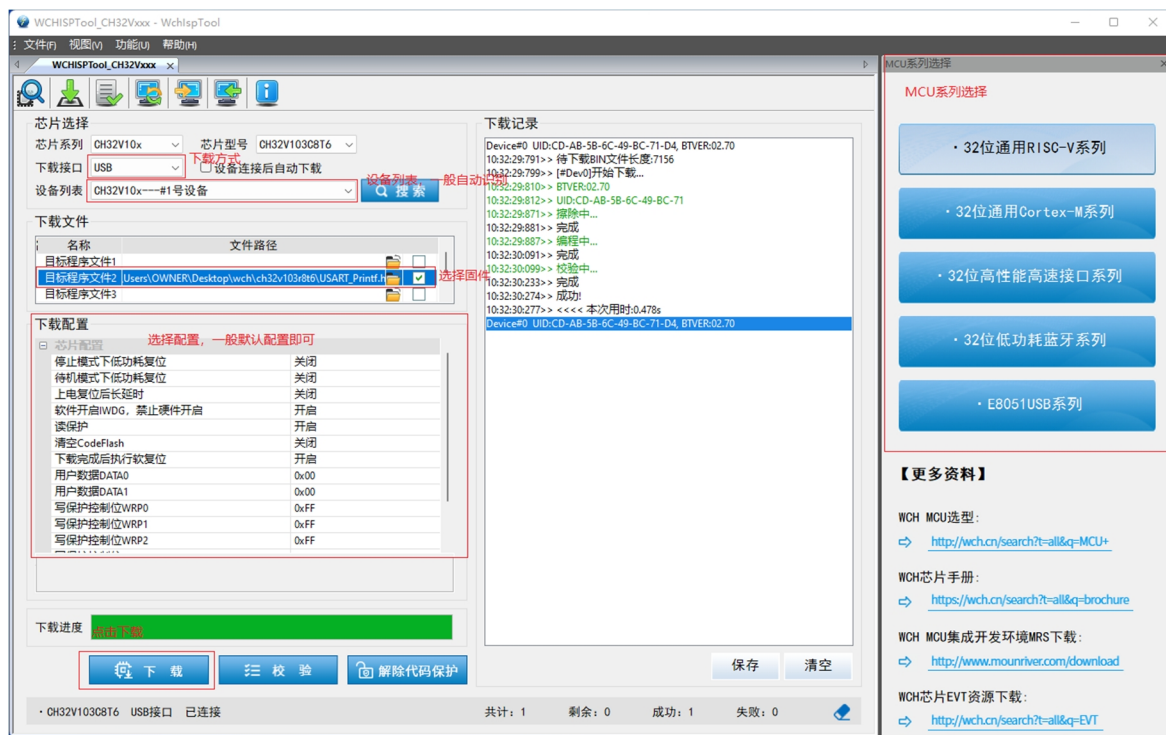 WCHISPTool_CH32Vxxx - WchIspTool
文件(F) 视图(V) 功能(U) 帮助(H)
WCHISPTool_CH32Vxxx
芯片选择
芯片系列 CH32V10x 芯片型号 CH32V103C8T6
下载接口 USB 下载方式 设备连接后自动下载
设备列表 CH32V10x---#1号设备 设备列表，一般自动识别 搜索
下载文件
名称 文件路径
目标程序文件1
目标程序文件2 Users\OWNER\Desktop\wch\ch32v103r8t6\USART_Printf.h 选择固件
目标程序文件3
下载配置
选择配置，一般默认配置即可
芯片配置
停止模式下低功耗复位 关闭
待机模式下低功耗复位 关闭
上电复位后长延时 关闭
软件开启IWDG，禁止硬件开启 开启
读保护 开启
清空CodeFlash 关闭
下载完成后执行软复位 开启
用户数据DATA0 0x00
用户数据DATA1 0x00
写保护控制位WRP0 0xFF
写保护控制位WRP1 0xFF
写保护控制位WRP2 0xFF
下载进度 点击下载
下载 校验 解除代码保护
下载记录
Device#0 UID:CD-AB-5B-6C-49-BC-71-D4, BTVER:02.70
10:32:29:791>> 待下载BIN文件长度:7156
10:32:29:799>> [#Dev0]开始下载...
10:32:29:810>> BTVER:02.70
10:32:29:812>> UID:CD-AB-5B-6C-49-BC-71
10:32:29:871>> 擦除中...
10:32:29:881>> 完成
10:32:29:887>> 编程中...
10:32:30:091>> 完成
10:32:30:099>> 校验中...
10:32:30:233>> 完成
10:32:30:274>> 成功!
10:32:30:277>> <<<< 本次用时:0.478s
Device#0 UID:CD-AB-5B-6C-49-BC-71-D4, BTVER:02.70
保存 清空
·CH32V103C8T6 USB接口 已连接 共计：1 剩余：0 成功：1 失败：0
MCU系列选择
MCU系列选择
·32位通用RISC-V系列
·32位通用Cortex-M系列
·32位高性能高速接口系列
·32位低功耗蓝牙系列
·E8051USB系列
【更多资料】
WCH MCU选型:
http://wch.cn/search?t=all&q=MCU+
WCH芯片手册:
https://wch.cn/search?t=all&q=brochure
WCH MCU集成开发环境MRS下载:
http://www.mounriver.com/download
WCH芯片EVT资源下载:
http://wch.cn/search?t=all&q=EVT